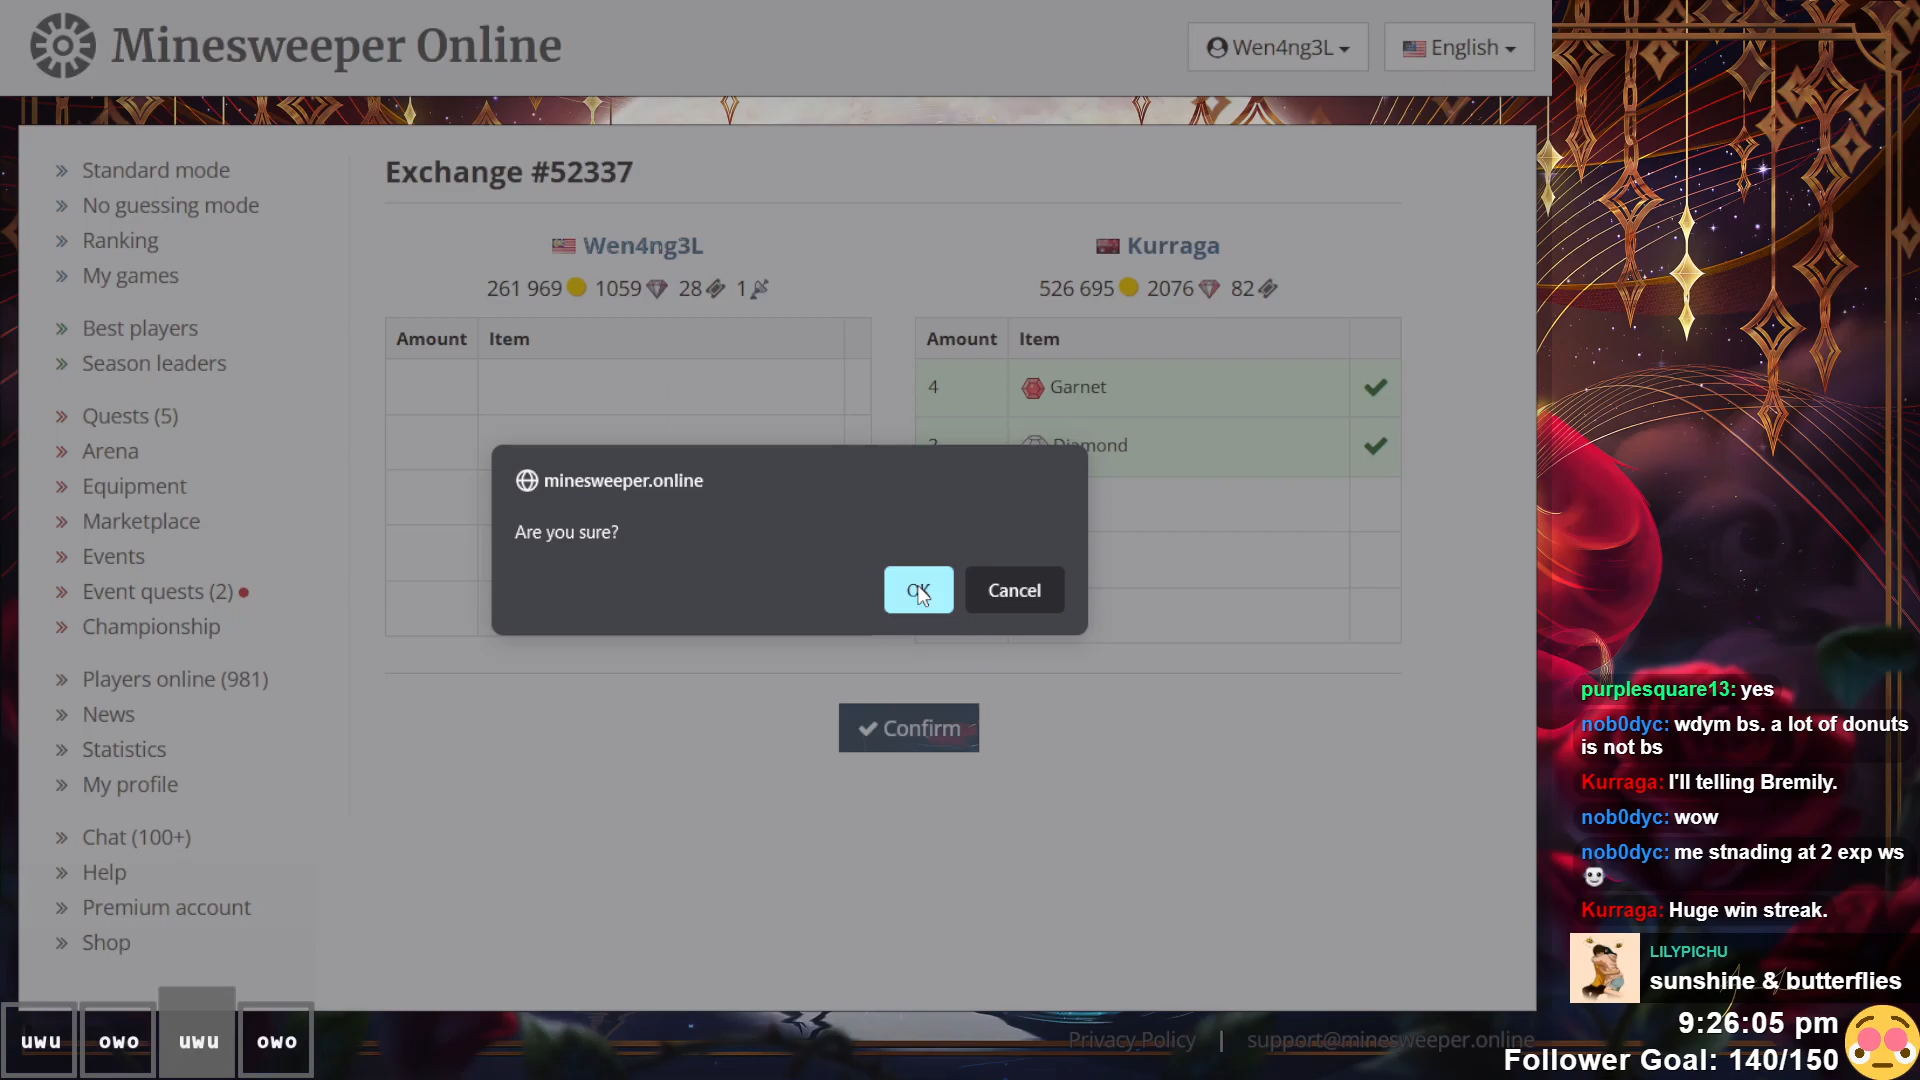 Minesweeper Online
Wen4ng3L
English
Standard mode
No guessing mode
Ranking
My games
Best players
Season leaders
Quests (5)
Arena
Equipment
Marketplace
Events
Event quests (2)
Championship
Players online (981)
News
Statistics
My profile
Chat (100+)
Help
Premium account
Shop
Exchange #52337
Wen4ng3L
261 969 1059 28 1
Amount Item
Kurraga
526 695 2076 82
Amount Item
4 Garnet
Diamond
minesweeper.online
Are you sure?
OK Cancel
Confirm
purplesquare13: yes
nob0dyc: wdym bs. a lot of donuts
is not bs
Kurraga: I'll telling Bremily.
nob0dyc: wow
nob0dyc: me stnading at 2 exp ws
Kurraga: Huge win streak.
LILYPICHU
sunshine & butterflies
9:26:05 pm
Follower Goal: 140/150
uwu owo uwu owo
Privacy Policy | support@minesweeper.online